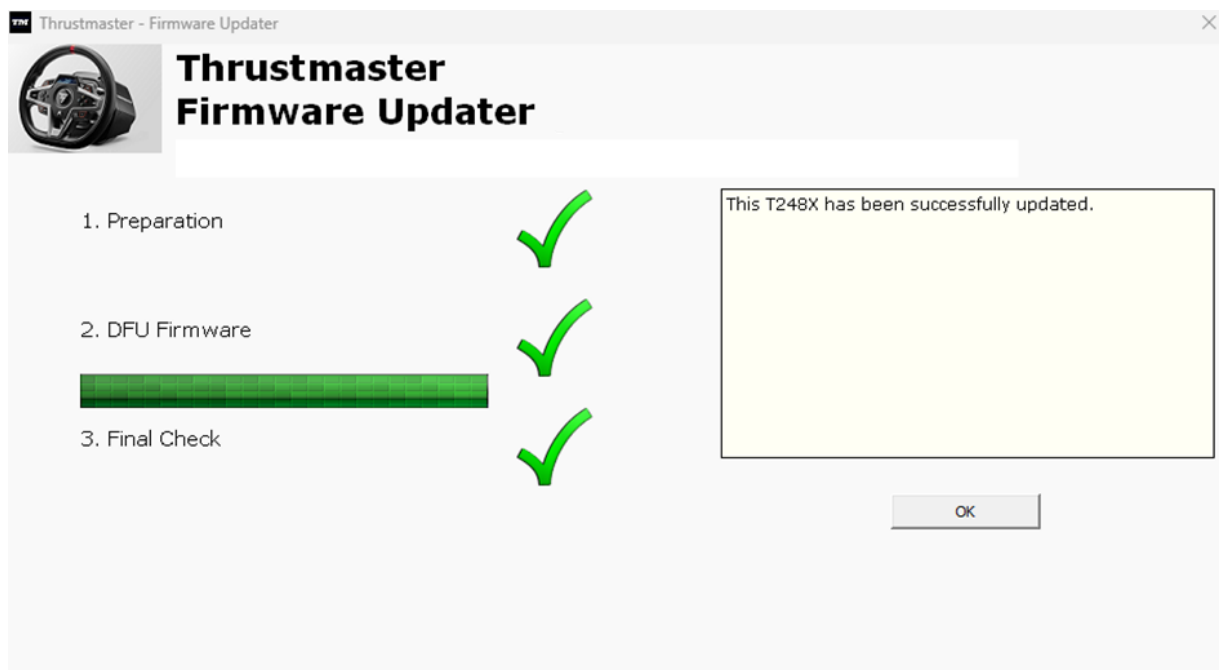 TM Thrustmaster - Firmware Updater
Thrustmaster
Firmware Updater
1. Preparation
This T248X has been successfully updated.
2. DFU Firmware
3. Final Check
OK